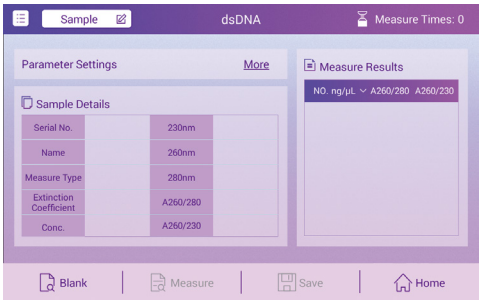 Sample
dsDNA
Measure Times: 0
Parameter Settings
More
Sample Details
Serial No.
230nm
Name
260nm
Measure Type
280nm
Extinction
Coefficient
A260/280
Conc.
A260/230
Measure Results
NO. ng/μL A260/280 A260/230
Blank
Measure
Save
Home